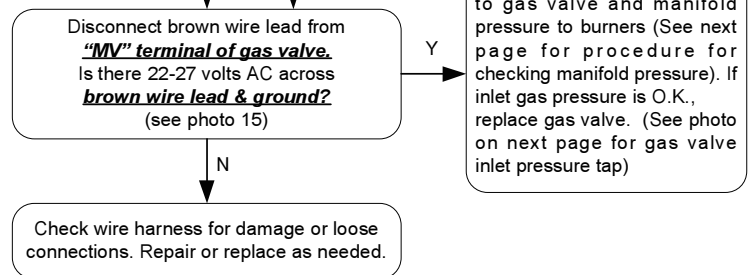 Disconnect brown wire lead from
“MV” terminal of gas valve.
Is there 22-27 volts AC across
brown wire lead & ground?
(see photo 15)
Y
to gas valve and manifold
pressure to burners (See next
page for procedure for
checking manifold pressure). If
inlet gas pressure is O.K.,
replace gas valve. (See photo
on next page for gas valve
inlet pressure tap)
N
Check wire harness for damage or loose
connections. Repair or replace as needed.